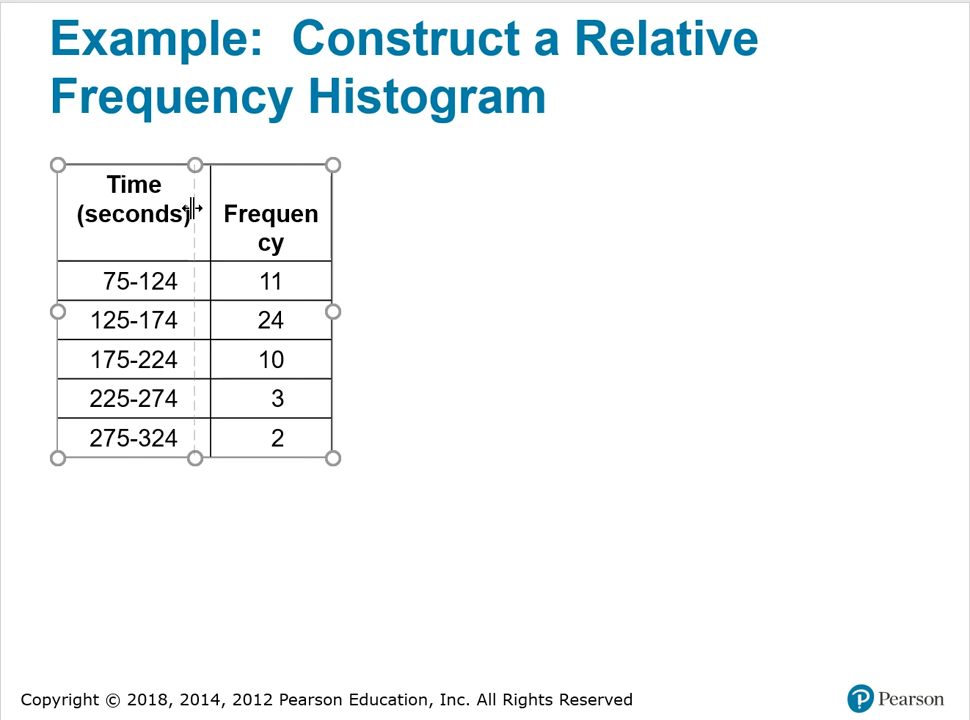 Example: Construct a Relative
Frequency Histogram
Time
(seconds)
Frequen
cy
75-124 11
125-174 24
175-224 10
225-274 3
275-324 2
Copyright © 2018, 2014, 2012 Pearson Education, Inc. All Rights Reserved
P Pearson